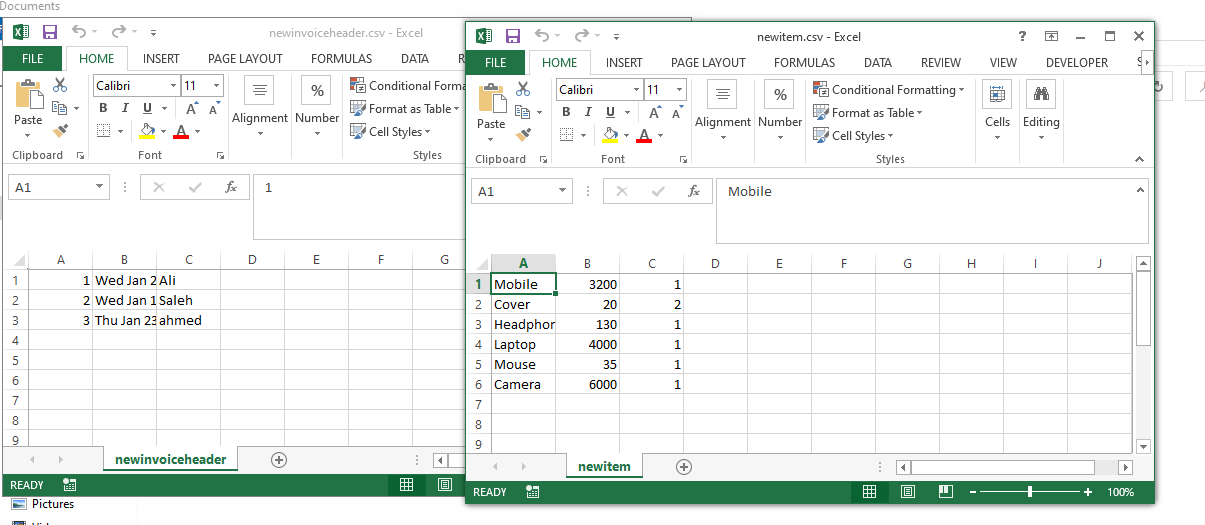 Documents
newinvoiceheader.csv - Excel
FILE HOME INSERT PAGE LAYOUT FORMULAS DATA R
Calibri 11
Paste
B I U A A
A
Alignment
%
Number
Conditional Forma
Format as Table
Cell Styles
Clipboard Font Styles
A1 fx 1
A B C D E F G
1 1 Wed Jan 2 Ali
2 2 Wed Jan 1 Saleh
3 3 Thu Jan 23 ahmed
4
5
6
7
8
9
newinvoiceheader
READY
Pictures
newitem.csv - Excel ?
FILE HOME INSERT PAGE LAYOUT FORMULAS DATA REVIEW VIEW DEVELOPER S
Calibri 11
Paste
B I U A A
A
Alignment
%
Number
Conditional Formatting
Format as Table
Cell Styles
Cells
Editing
Clipboard Font Styles
A1 fx Mobile
A B C D E F G H I J
1 Mobile 3200 1
2 Cover 20 2
3 Headphor 130 1
4 Laptop 4000 1
5 Mouse 35 1
6 Camera 6000 1
7
8
9
newitem
READY 100%